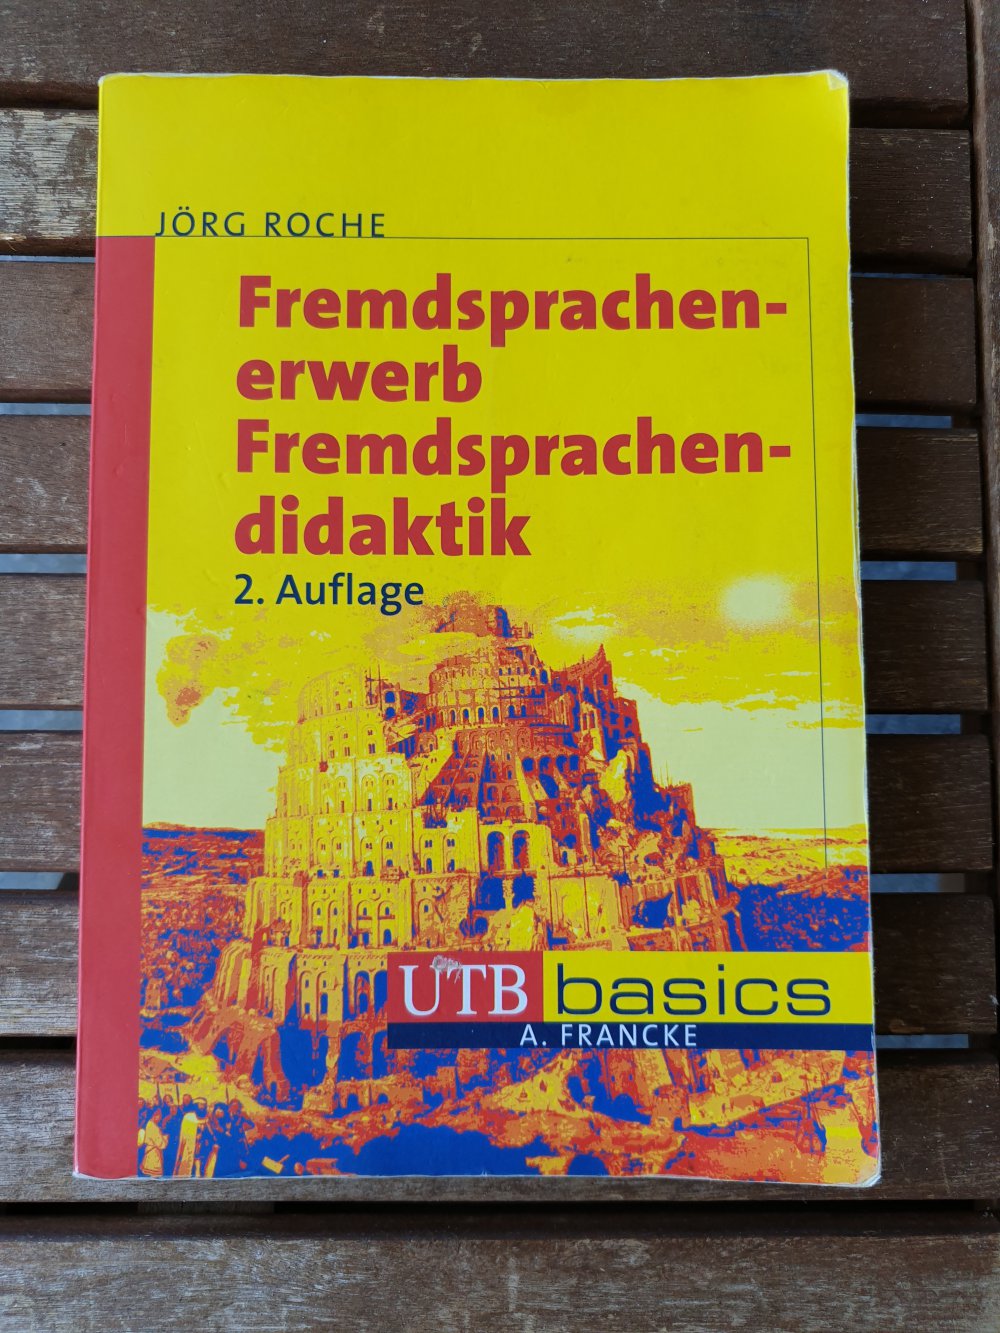 JÖRG ROCHE
Fremdsprachen-
erwerb
Fremdsprachen-
didaktik
2. Auflage
UTB basics
A. FRANCKE